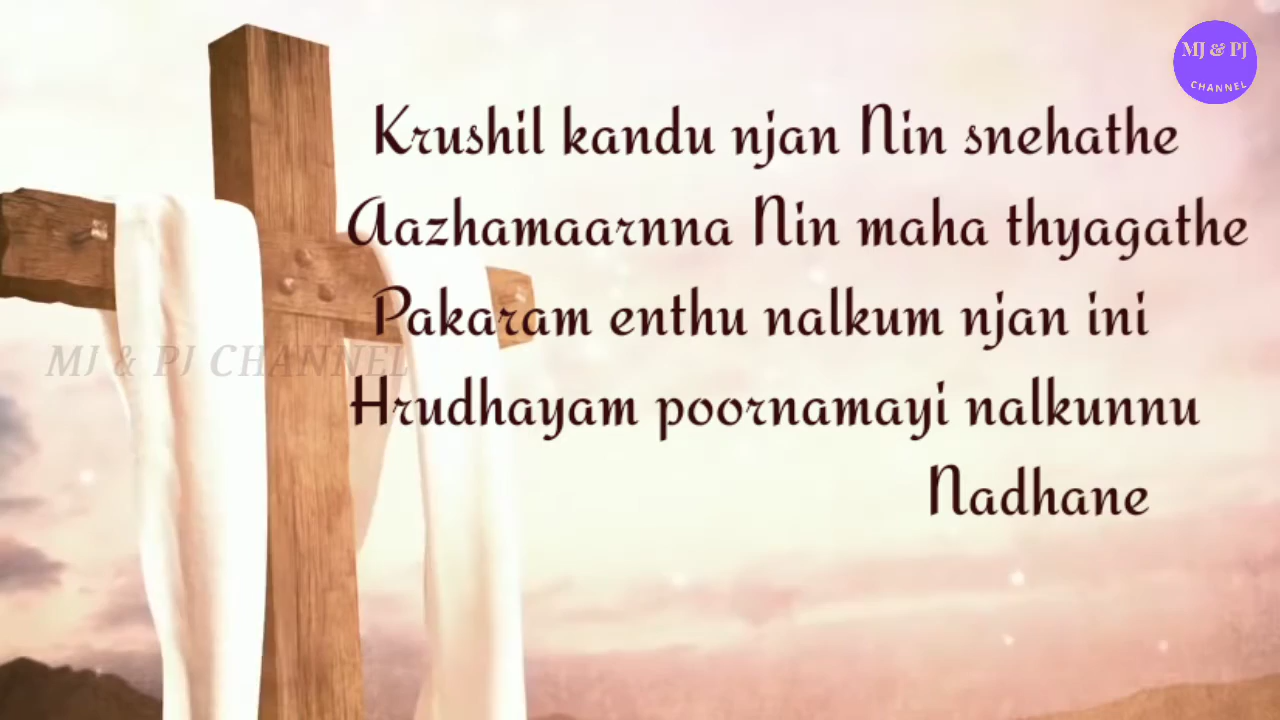 MJ & PJ
CHANNEL
Krushil kandu njan Nin snehathe
Aazhamaarnna Nin maha thyagathe
Pakaram enthu nalkum njan ini
MJ & PJ CHANNEL
Hrudhayam poornamayi nalkunnu
Nadhane